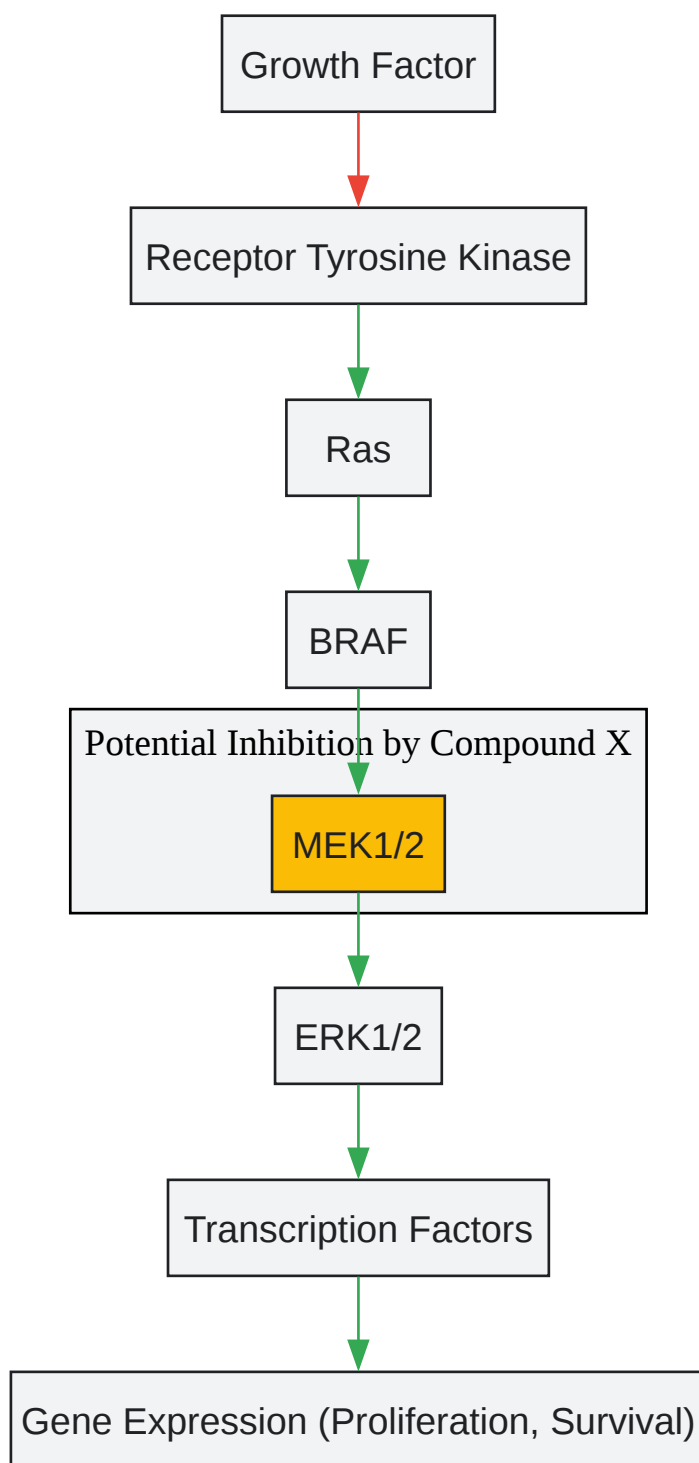 Growth Factor
Receptor Tyrosine Kinase
Ras
BRAF
Potential Inhibition by Compound X
MEK1/2
ERK1/2
Transcription Factors
Gene Expression (Proliferation, Survival)